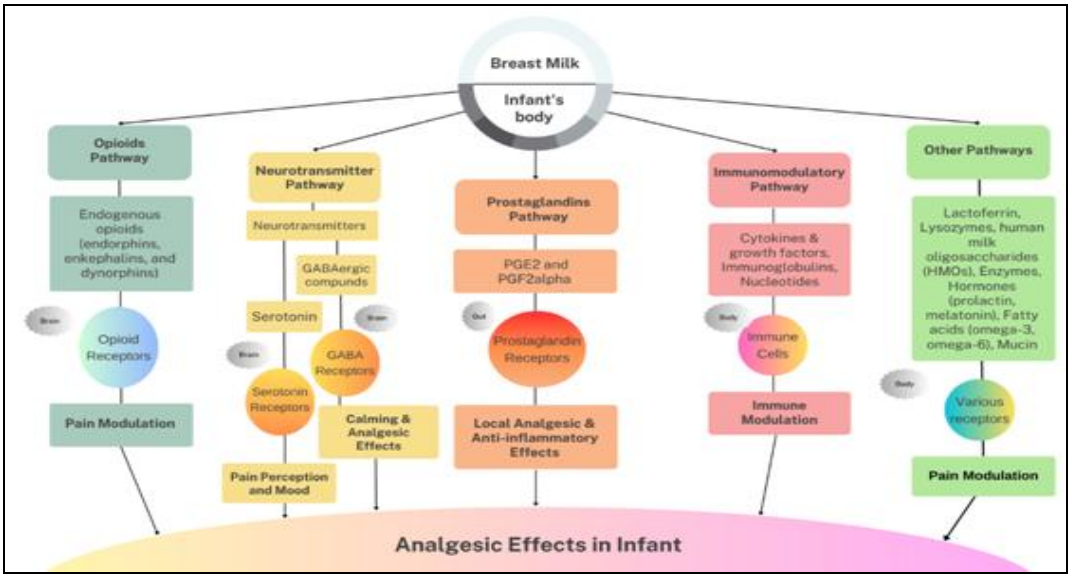 Breast Milk
Infant's
body
Opioids
Pathway
Endogenous
opioids
(endorphins,
enkephalins, and
dynorphins)
Brain
Opioid
Receptors
Pain Modulation
Neurotransmitter
Pathway
Neurotransmitters
GABAergic
compunds
Serotonin
Brain
GABA
Receptors
Brain
Serotonin
Receptors
Calming &
Analgesic
Effects
Pain Perception
and Mood
Prostaglandins
Pathway
PGE2 and
PGF2alpha
Gut
Prostaglandin
Receptors
Local Analgesic &
Anti-inflammatory
Effects
Immunomodulatory
Pathway
Cytokines &
growth factors,
Immunoglobulins,
Nucleotides
Body
Immune
Cells
Immune
Modulation
Other Pathways
Lactoferrin,
Lysozymes, human
milk
oligosaccharides
(HMOs), Enzymes,
Hormones
(prolactin,
melatonin), Fatty
acids (omega-3,
omega-6), Mucin
Body
Various
receptors
Pain Modulation
Analgesic Effects in Infant